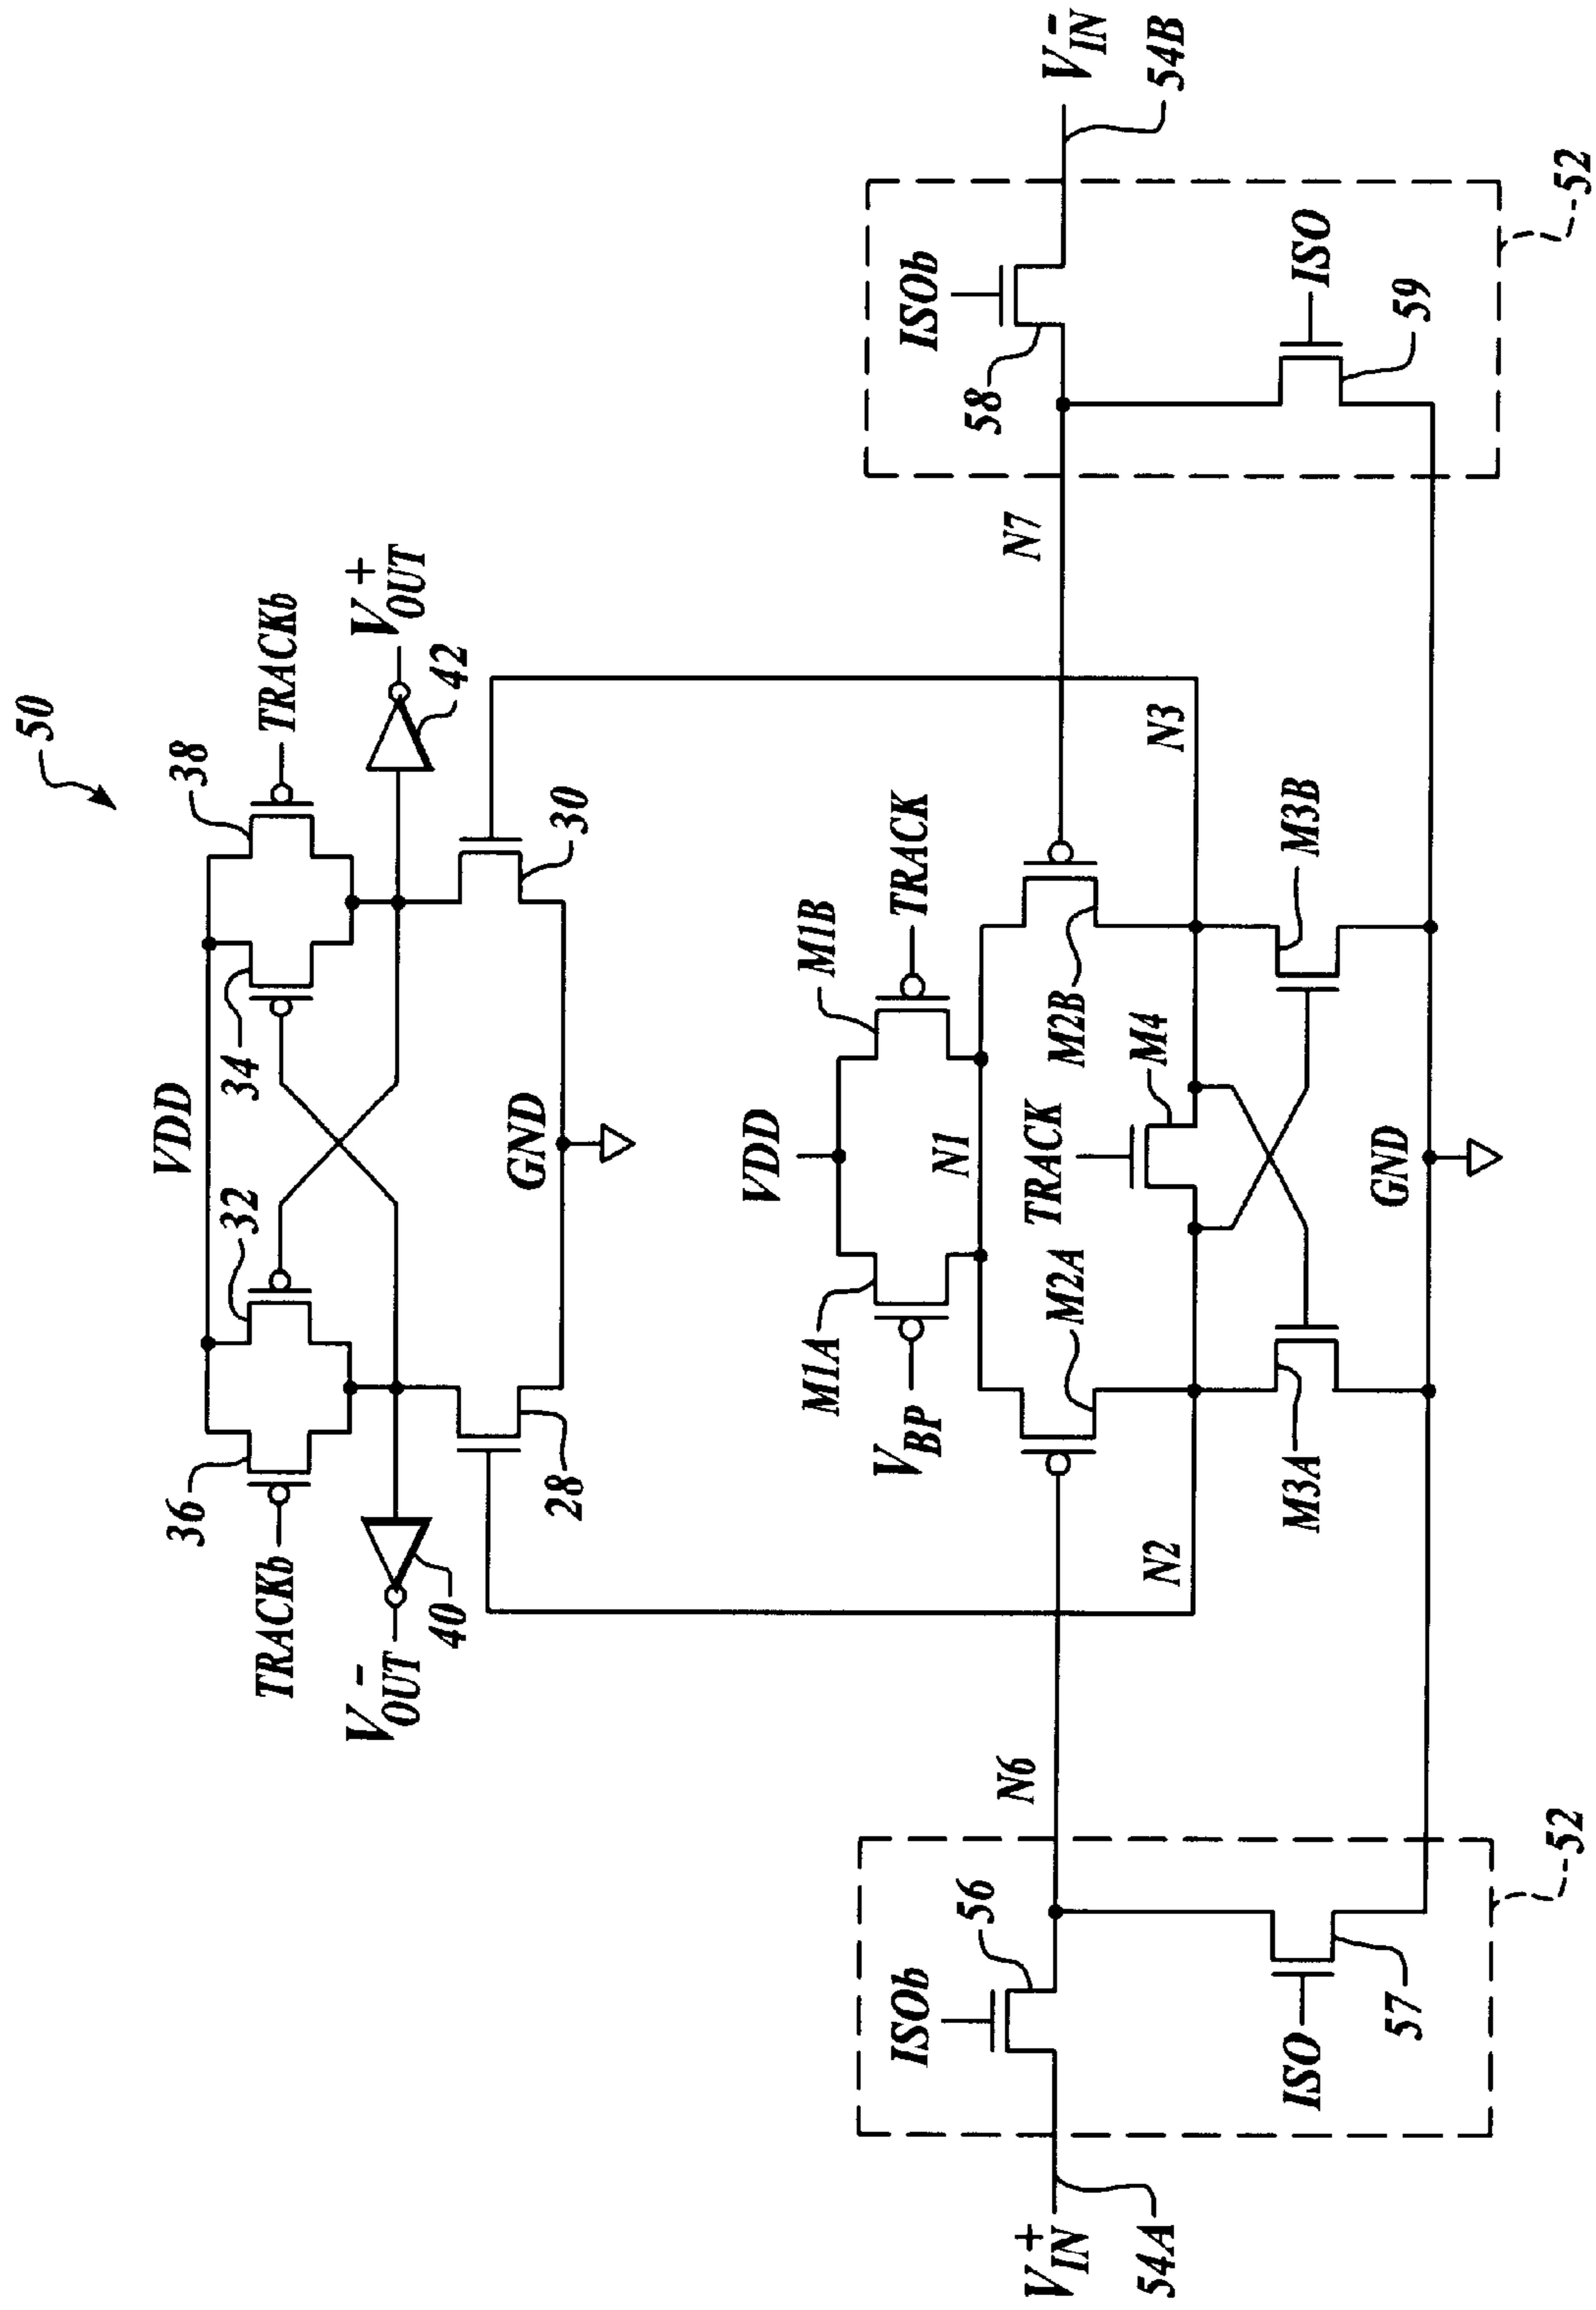 50
VDD
TRACKb
36
32
34
38
TRACKb
V-OUT
40
42
V+OUT
28
GND
30
VDD
M1A
M1B
VBP
TRACK
N1
N6
M2A
TRACK
M4
M2B
N7
N2
N3
M3A
GND
M3B
V+IN
54A
ISOb
56
ISO
57
52
ISOb
58
V-IN
54B
ISO
59
52